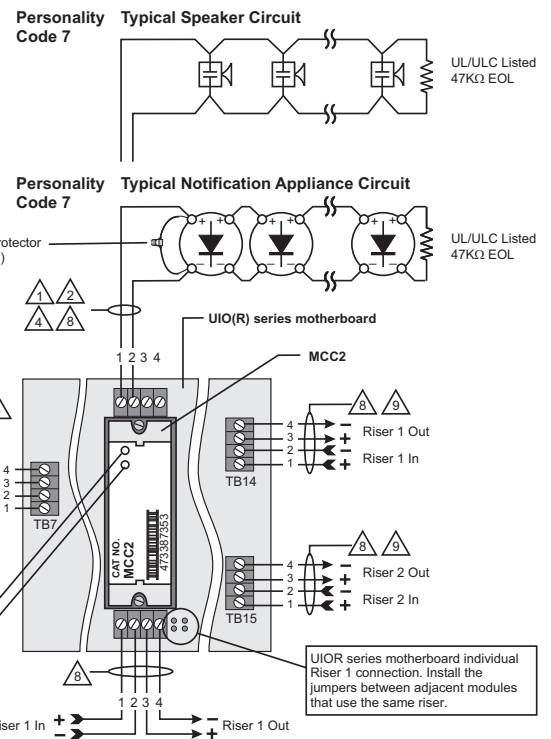 Personality Typical Speaker Circuit
Code 7
UL/ULC Listed
47KΩ EOL
Personality Typical Notification Appliance Circuit
Code 7
+ + + + + +
UL/ULC Listed
47KΩ EOL
rotector
)
1 2
4 8
UIO(R) series motherboard
1 2 3 4
MCC2
8 9
4 −
3 + Riser 1 Out
2 −
1 + Riser 1 In
TB14
4
3
2
1
TB7
CAT NO.
MCC2
473387353
8 9
4 −
3 + Riser 2 Out
2 −
1 + Riser 2 In
TB15
8
UIOR series motherboard individual
Riser 1 connection. Install the
jumpers between adjacent modules
that use the same riser.
1 2 3 4
iser 1 In + − Riser 1 Out
− +